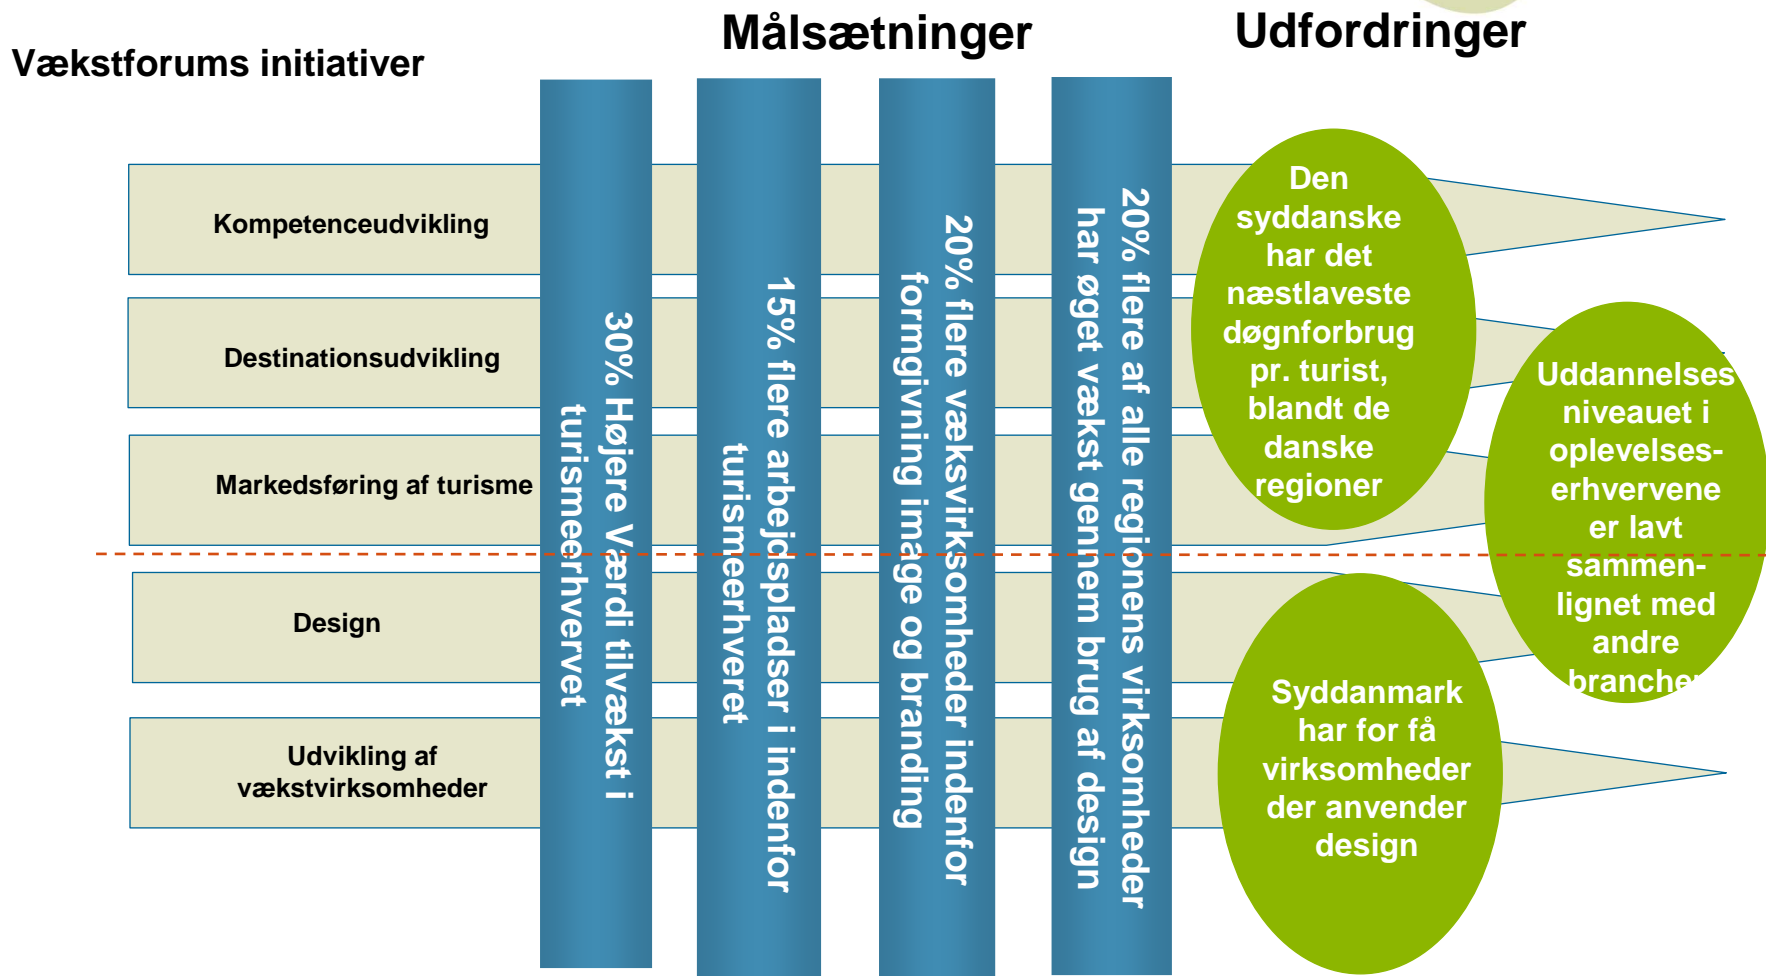 Målsætninger
Udfordringer
Vækstforums initiativer
Kompetenceudvikling
Destinationsudvikling
Markedsføring af turisme
Design
Udvikling af
vækstvirksomheder
30% Højere Værdi tilvækst i
turismeerhvervet
15% flere arbejdspladser i indenfor
turismeerhveret
20% flere væksvirksomheder indenfor
formgivning image og branding
20% flere af alle regionens virksomheder
har øget vækst gennem brug af design
Den
syddanske
har det
næstlaveste
døgnforbrug
pr. turist,
blandt de
danske
regioner
Uddannelses
niveauet i
oplevelses-
erhvervene
er lavt
sammen-
lignet med
andre
brancher
Syddanmark
har for få
virksomheder
der anvender
design